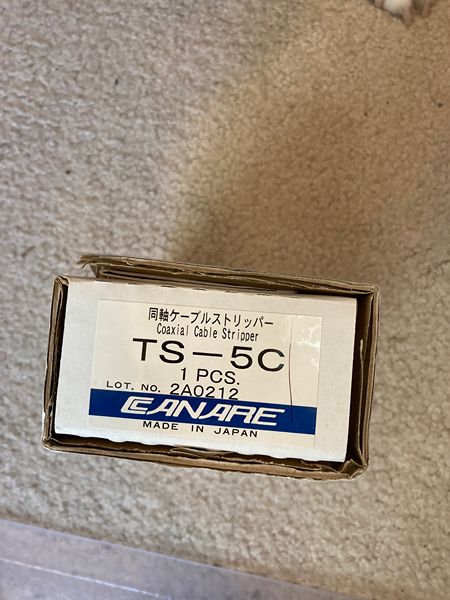 同軸ケーブルストリッパー
Coaxial Cable Stripper
TS-5C
1 PCS.
LOT. NO. 2A0212
CANARE
MADE IN JAPAN